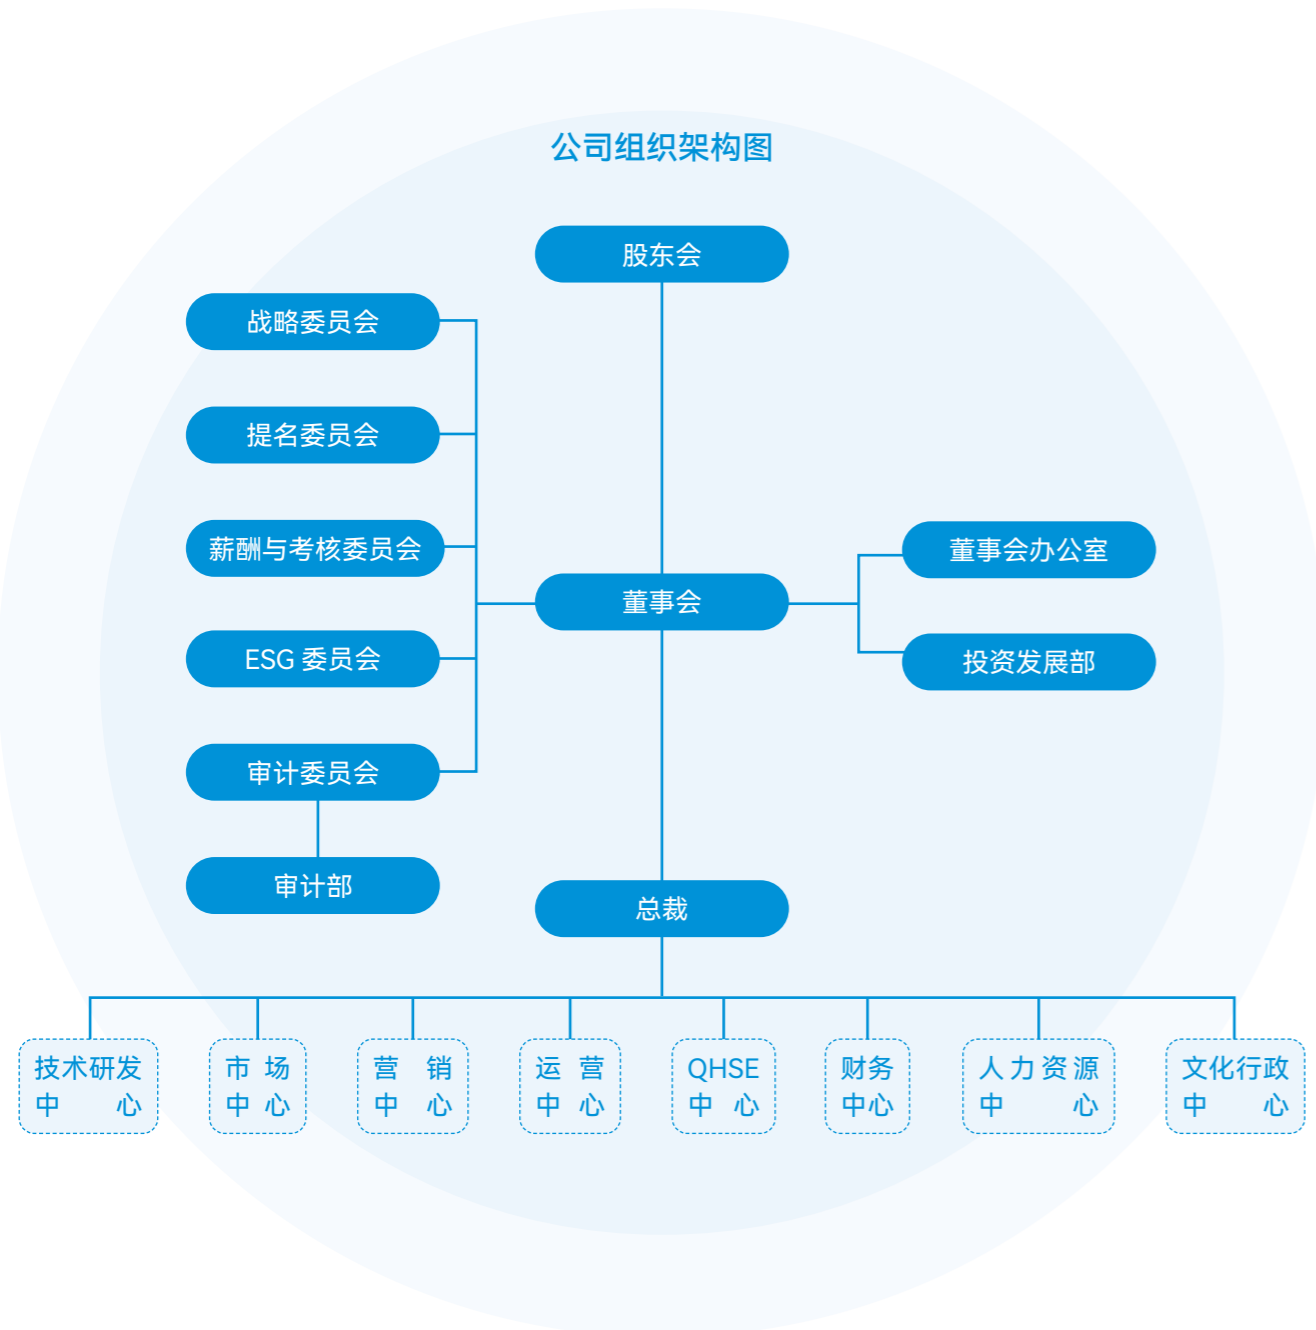 公司组织架构图
股东会
战略委员会
提名委员会
薪酬与考核委员会
ESG 委员会
审计委员会
审计部
董事会
董事会办公室
投资发展部
总裁
技术研发
中心
市场
中心
营销
中心
运营
中心
QHSE
中心
财务
中心
人力资源
中心
文化行政
中心